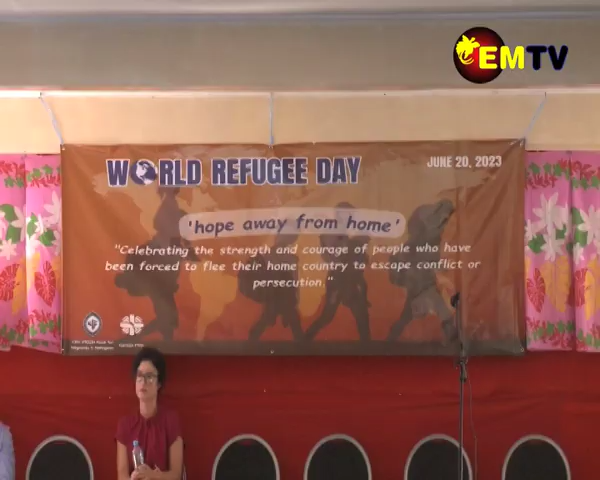 EMTV
WORLD REFUGEE DAY
JUNE 20, 2023
'hope away from home'
"Celebrating the strength and courage of people who have
been forced to flee their home country to escape conflict or
persecution."